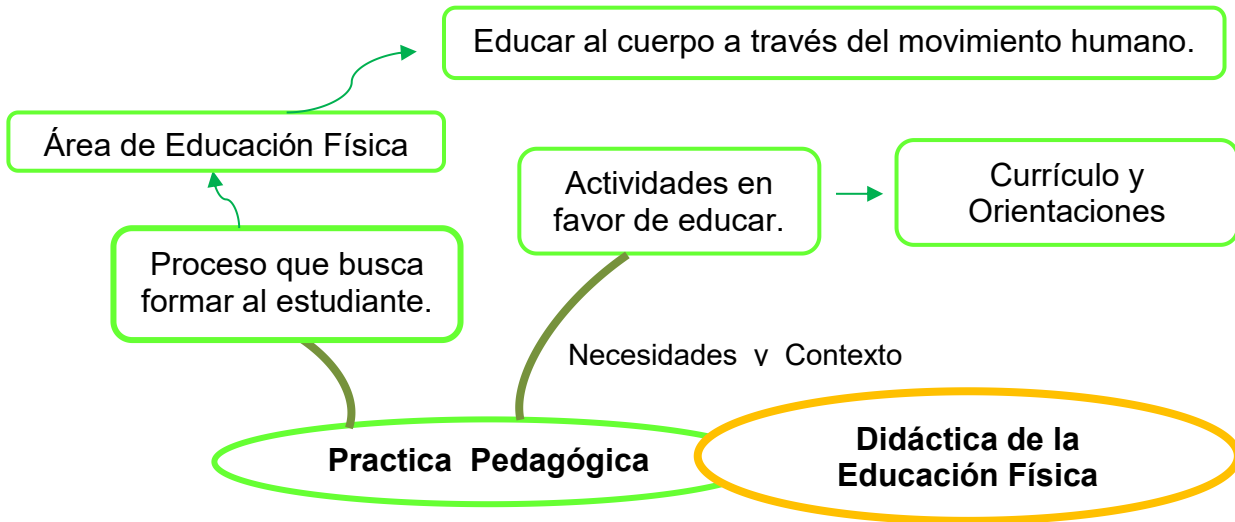 Educar al cuerpo a través del movimiento humano.
Área de Educación Física
Actividades en
favor de educar.
Currículo y
Orientaciones
Proceso que busca
formar al estudiante.
Necesidades y Contexto
Practica Pedagógica
Didáctica de la
Educación Física